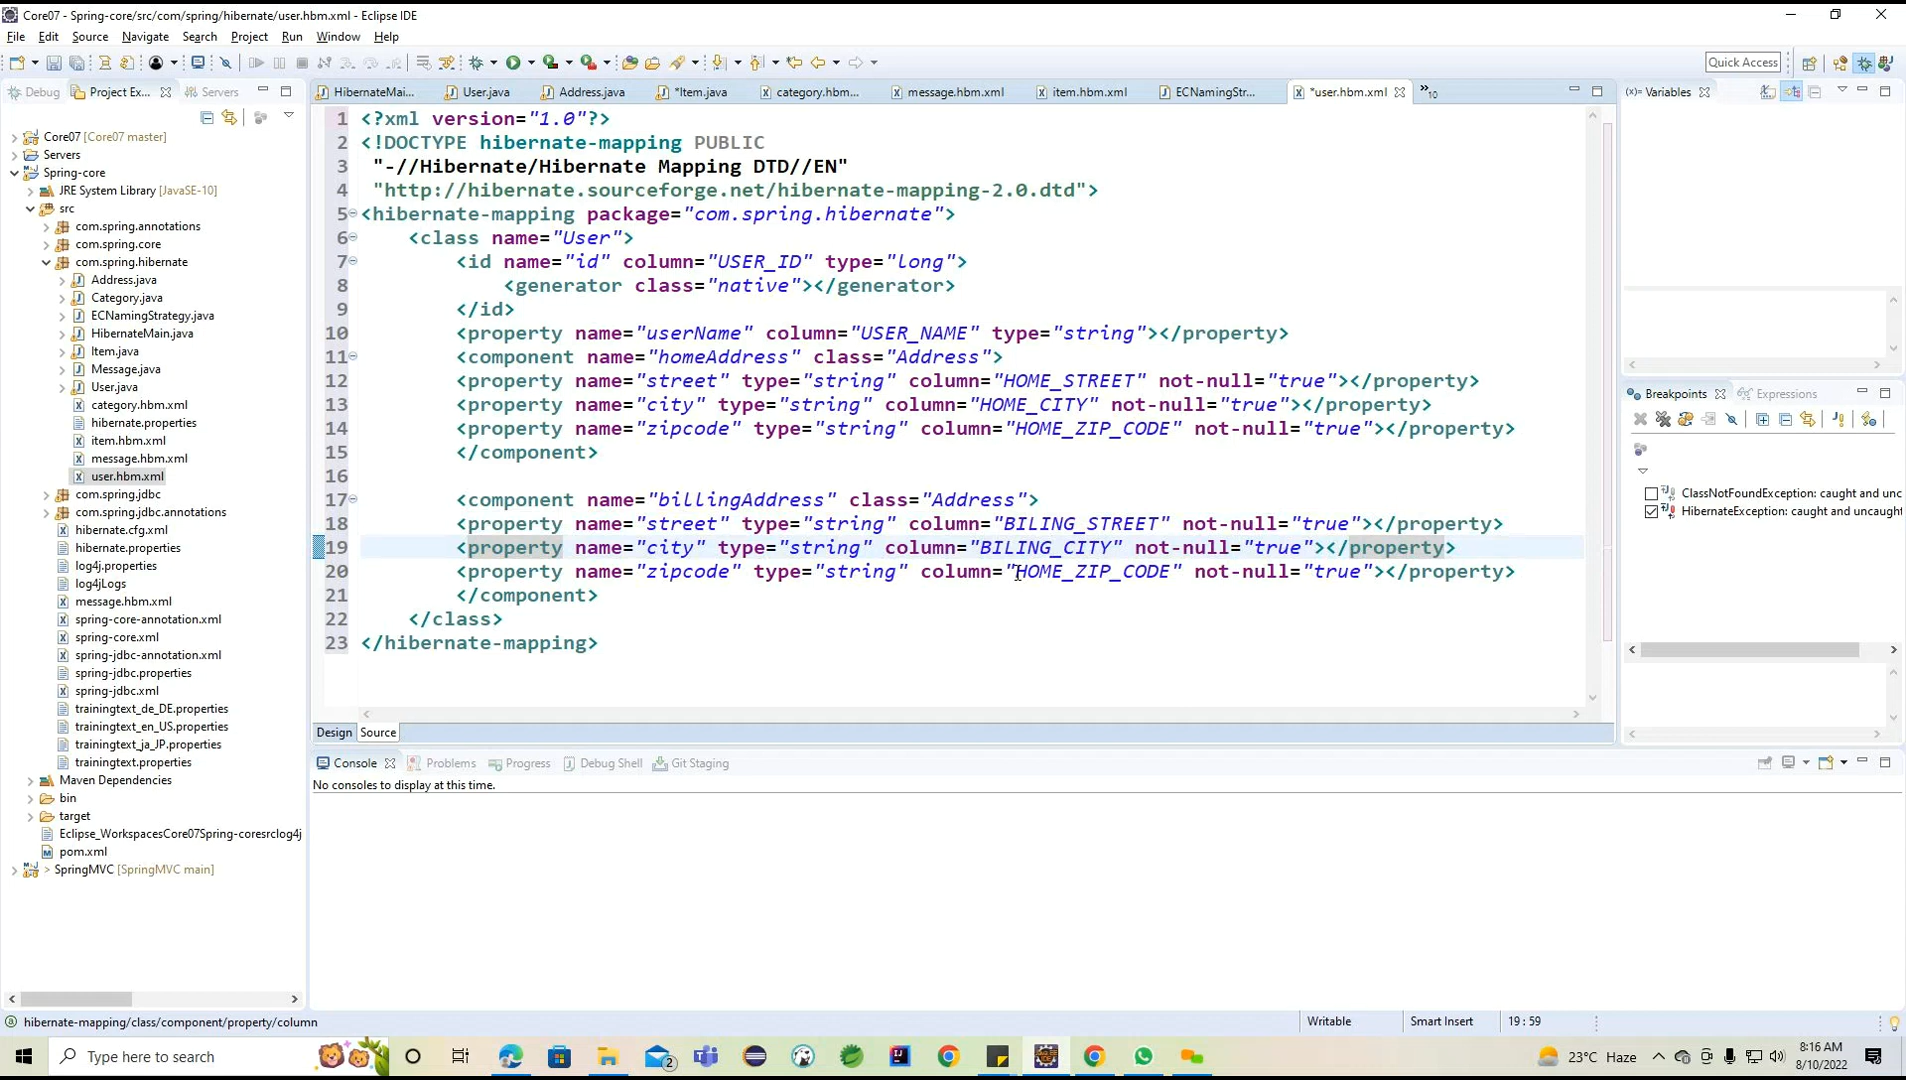 Core07 - Spring-core/src/com/spring/hibernate/user.hbm.xml - Eclipse IDE
File Edit Source Navigate Search Project Run Window Help
Quick Access
Debug Project Ex... Servers
HibernateMai... User.java Address.java *Item.java category.hbm... message.hbm.xml item.hbm.xml ECNamingStr... *user.hbm.xml »10
(x)= Variables
Core07 [Core07 master]
Servers
Spring-core
JRE System Library [JavaSE-10]
src
com.spring.annotations
com.spring.core
com.spring.hibernate
Address.java
Category.java
ECNamingStrategy.java
HibernateMain.java
Item.java
Message.java
User.java
category.hbm.xml
hibernate.properties
item.hbm.xml
message.hbm.xml
user.hbm.xml
com.spring.jdbc
com.spring.jdbc.annotations
hibernate.cfg.xml
hibernate.properties
log4j.properties
log4jLogs
message.hbm.xml
spring-core-annotation.xml
spring-core.xml
spring-jdbc-annotation.xml
spring-jdbc.properties
spring-jdbc.xml
trainingtext_de_DE.properties
trainingtext_en_US.properties
trainingtext_ja_JP.properties
trainingtext.properties
Maven Dependencies
bin
target
Eclipse_WorkspacesCore07Spring-coresrclog4j
pom.xml
> SpringMVC [SpringMVC main]
1 <?xml version="1.0"?>
2 <!DOCTYPE hibernate-mapping PUBLIC
3 "-//Hibernate/Hibernate Mapping DTD//EN"
4 "http://hibernate.sourceforge.net/hibernate-mapping-2.0.dtd">
5 <hibernate-mapping package="com.spring.hibernate">
6 <class name="User">
7 <id name="id" column="USER_ID" type="long">
8 <generator class="native"></generator>
9 </id>
10 <property name="userName" column="USER_NAME" type="string"></property>
11 <component name="homeAddress" class="Address">
12 <property name="street" type="string" column="HOME_STREET" not-null="true"></property>
13 <property name="city" type="string" column="HOME_CITY" not-null="true"></property>
14 <property name="zipcode" type="string" column="HOME_ZIP_CODE" not-null="true"></property>
15 </component>
16
17 <component name="billingAddress" class="Address">
18 <property name="street" type="string" column="BILING_STREET" not-null="true"></property>
19 <property name="city" type="string" column="BILING_CITY" not-null="true"></property>
20 <property name="zipcode" type="string" column="HOME_ZIP_CODE" not-null="true"></property>
21 </component>
22 </class>
23 </hibernate-mapping>
Design Source
Breakpoints Expressions
ClassNotFoundException: caught and unc
HibernateException: caught and uncaught
Console Problems Progress Debug Shell Git Staging
No consoles to display at this time.
hibernate-mapping/class/component/property/column
Writable Smart Insert 19 : 59
Type here to search
2
23°C Haze
8:16 AM
8/10/2022